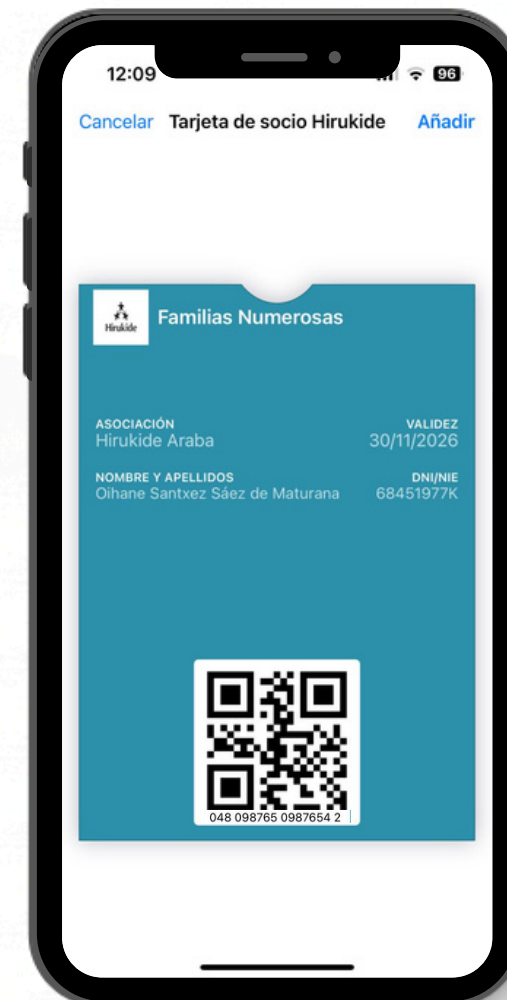 12:09 96
Cancelar Tarjeta de socio Hirukide Añadir
Hirukide
Familias Numerosas
ASOCIACIÓN VALIDEZ
Hirukide Araba 30/11/2026
NOMBRE Y APELLIDOS DNI/NIE
Oihane Santxez Sáez de Maturana 68451977K
048 098765 0987654 2